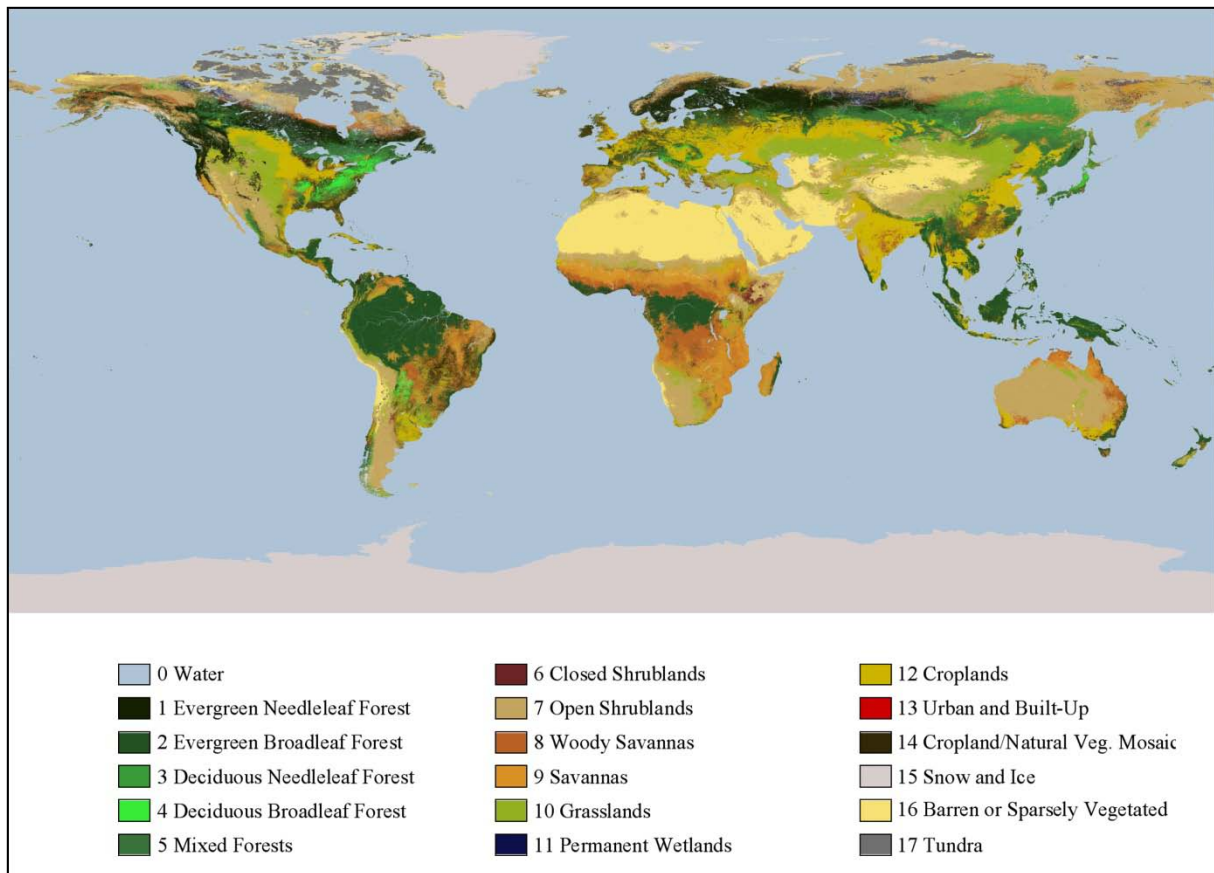 0 Water
1 Evergreen Needleleaf Forest
2 Evergreen Broadleaf Forest
3 Deciduous Needleleaf Forest
4 Deciduous Broadleaf Forest
5 Mixed Forests
6 Closed Shrublands
7 Open Shrublands
8 Woody Savannas
9 Savannas
10 Grasslands
11 Permanent Wetlands
12 Croplands
13 Urban and Built-Up
14 Cropland/Natural Veg. Mosaic
15 Snow and Ice
16 Barren or Sparsely Vegetated
17 Tundra